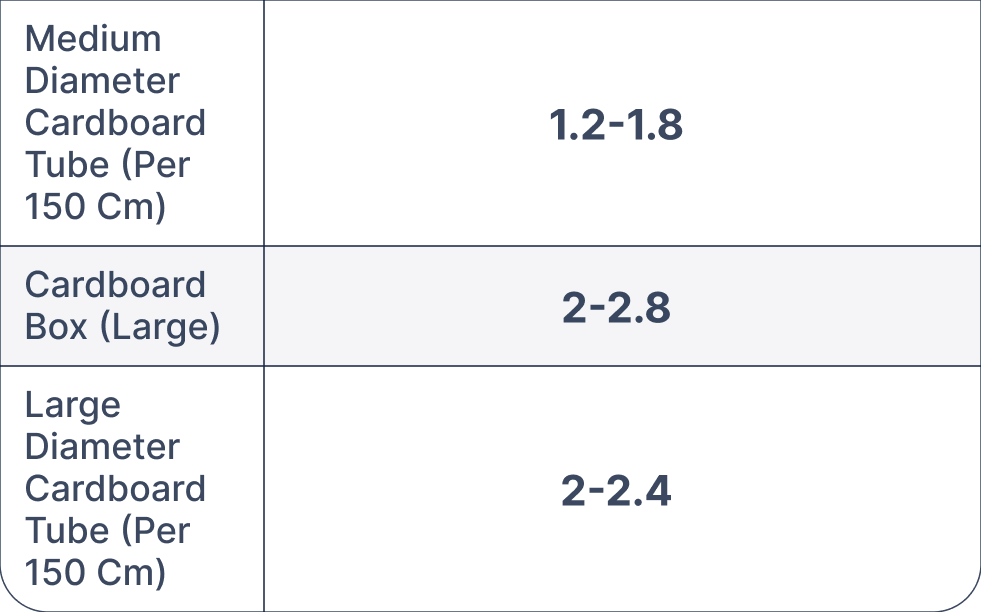 Medium
Diameter
Cardboard
Tube (Per
150 Cm)
1.2-1.8
Cardboard
Box (Large)
2-2.8
Large
Diameter
Cardboard
Tube (Per
150 Cm)
2-2.4